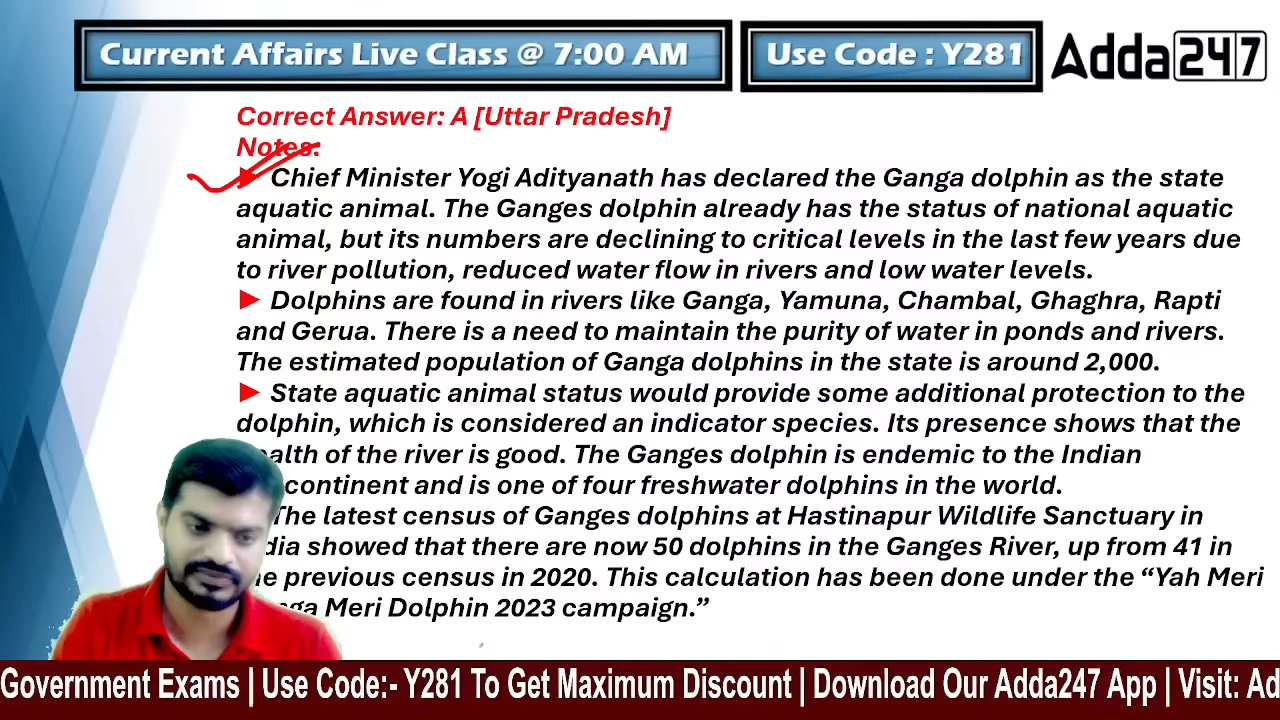 Current Affairs Live Class @ 7:00 AM
Use Code : Y281
Adda247
Correct Answer: A [Uttar Pradesh]
Notes:
► Chief Minister Yogi Adityanath has declared the Ganga dolphin as the state
aquatic animal. The Ganges dolphin already has the status of national aquatic
animal, but its numbers are declining to critical levels in the last few years due
to river pollution, reduced water flow in rivers and low water levels.
► Dolphins are found in rivers like Ganga, Yamuna, Chambal, Ghaghra, Rapti
and Gerua. There is a need to maintain the purity of water in ponds and rivers.
The estimated population of Ganga dolphins in the state is around 2,000.
► State aquatic animal status would provide some additional protection to the
dolphin, which is considered an indicator species. Its presence shows that the
of the river is good. The Ganges dolphin is endemic to the Indian
continent and is one of four freshwater dolphins in the world.
The latest census of Ganges dolphins at Hastinapur Wildlife Sanctuary in
showed that there are now 50 dolphins in the Ganges River, up from 41 in
previous census in 2020. This calculation has been done under the “Yah Meri
Meri Dolphin 2023 campaign.”
Government Exams | Use Code:- Y281 To Get Maximum Discount | Download Our Adda247 App | Visit: Ad